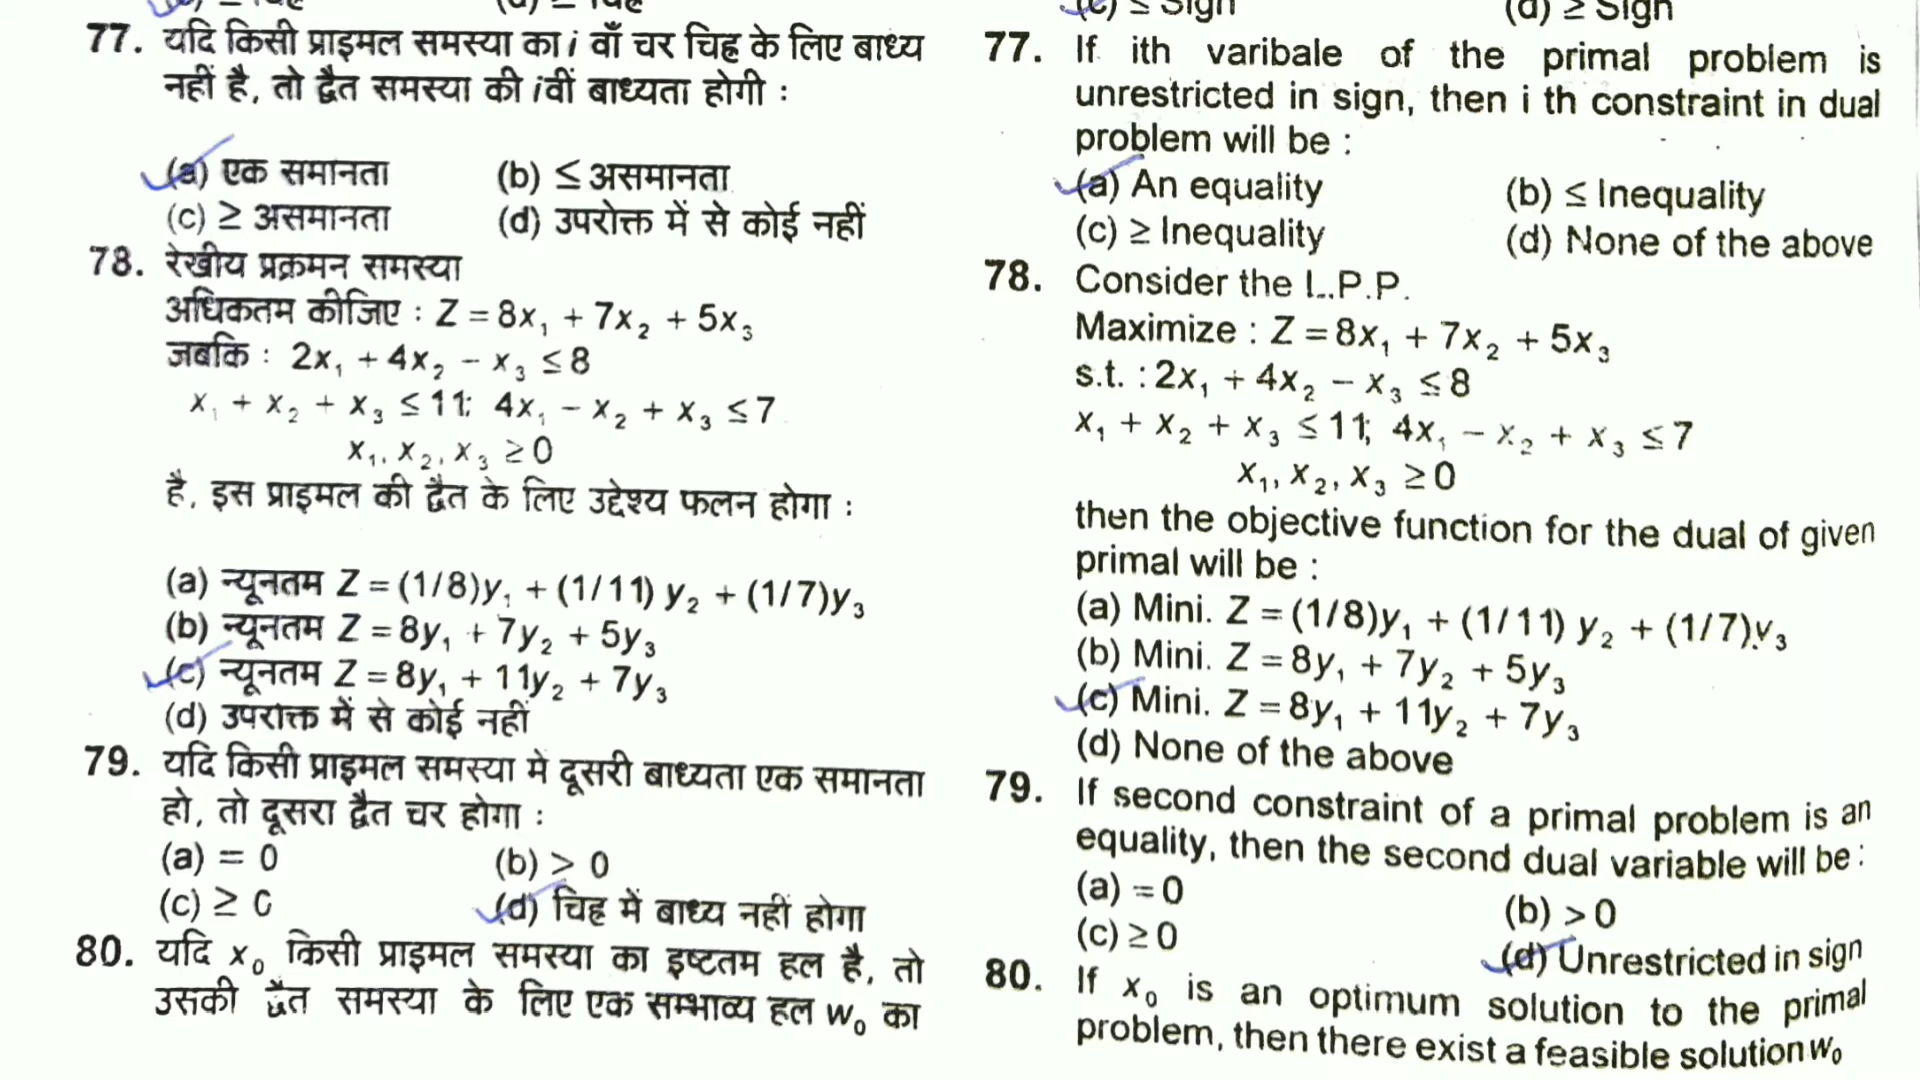 77. यदि किसी प्राइमल समस्या का i वाँ चर चिह्न के लिए बाध्य
नहीं है, तो द्वैत समस्या की iवीं बाध्यता होगी :
(a) एक समानता (b) ≤ असमानता
(c) ≥ असमानता (d) उपरोक्त में से कोई नहीं
78. रेखीय प्रक्रमन समस्या
अधिकतम कीजिए : Z = 8x₁ + 7x₂ + 5x₃
जबकि : 2x₁ + 4x₂ − x₃ ≤ 8
x₁ + x₂ + x₃ ≤ 11; 4x₁ − x₂ + x₃ ≤ 7
x₁, x₂, x₃ ≥ 0
है, इस प्राइमल की द्वैत के लिए उद्देश्य फलन होगा :
(a) न्यूनतम Z = (1/8)y₁ + (1/11) y₂ + (1/7)y₃
(b) न्यूनतम Z = 8y₁ + 7y₂ + 5y₃
(c) न्यूनतम Z = 8y₁ + 11y₂ + 7y₃
(d) उपराक्त में से कोई नहीं
79. यदि किसी प्राइमल समस्या मे दूसरी बाध्यता एक समानता
हो, तो दूसरा द्वैत चर होगा :
(a) = 0 (b) > 0
(c) ≥ 0 (d) चिह्न में बाध्य नहीं होगा
80. यदि x₀ किसी प्राइमल समस्या का इष्टतम हल है, तो
उसकी द्वैत समस्या के लिए एक सम्भाव्य हल w₀ का
(c) ≤ Sign (d) ≥ Sign
77. If ith varibale of the primal problem is
unrestricted in sign, then i th constraint in dual
problem will be :
(a) An equality (b) ≤ Inequality
(c) ≥ Inequality (d) None of the above
78. Consider the L.P.P.
Maximize : Z = 8x₁ + 7x₂ + 5x₃
s.t. : 2x₁ + 4x₂ − x₃ ≤ 8
x₁ + x₂ + x₃ ≤ 11; 4x₁ − x₂ + x₃ ≤ 7
x₁, x₂, x₃ ≥ 0
then the objective function for the dual of given
primal will be :
(a) Mini. Z = (1/8)y₁ + (1/11) y₂ + (1/7)y₃
(b) Mini. Z = 8y₁ + 7y₂ + 5y₃
(c) Mini. Z = 8y₁ + 11y₂ + 7y₃
(d) None of the above
79. If second constraint of a primal problem is an
equality, then the second dual variable will be :
(a) = 0 (b) > 0
(c) ≥ 0 (d) Unrestricted in sign
80. If x₀ is an optimum solution to the primal
problem, then there exist a feasible solution w₀